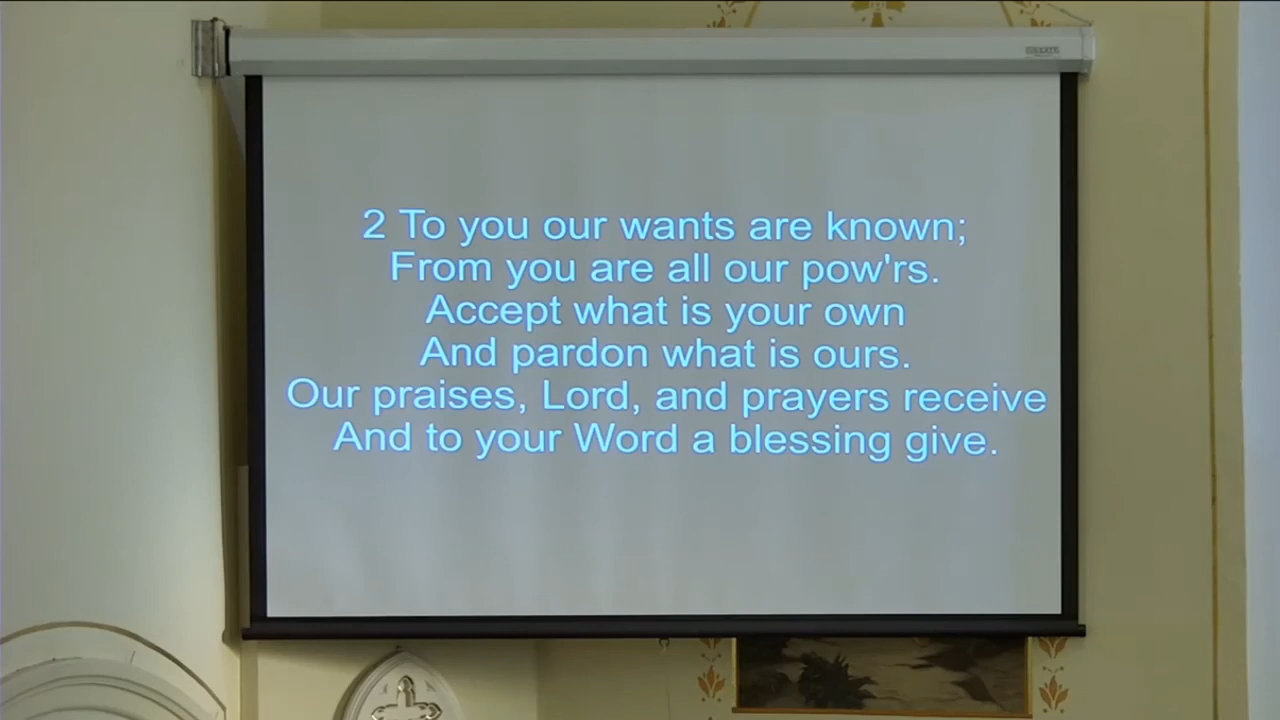 2 To you our wants are known;
From you are all our pow'rs.
Accept what is your own
And pardon what is ours.
Our praises, Lord, and prayers receive
And to your Word a blessing give.